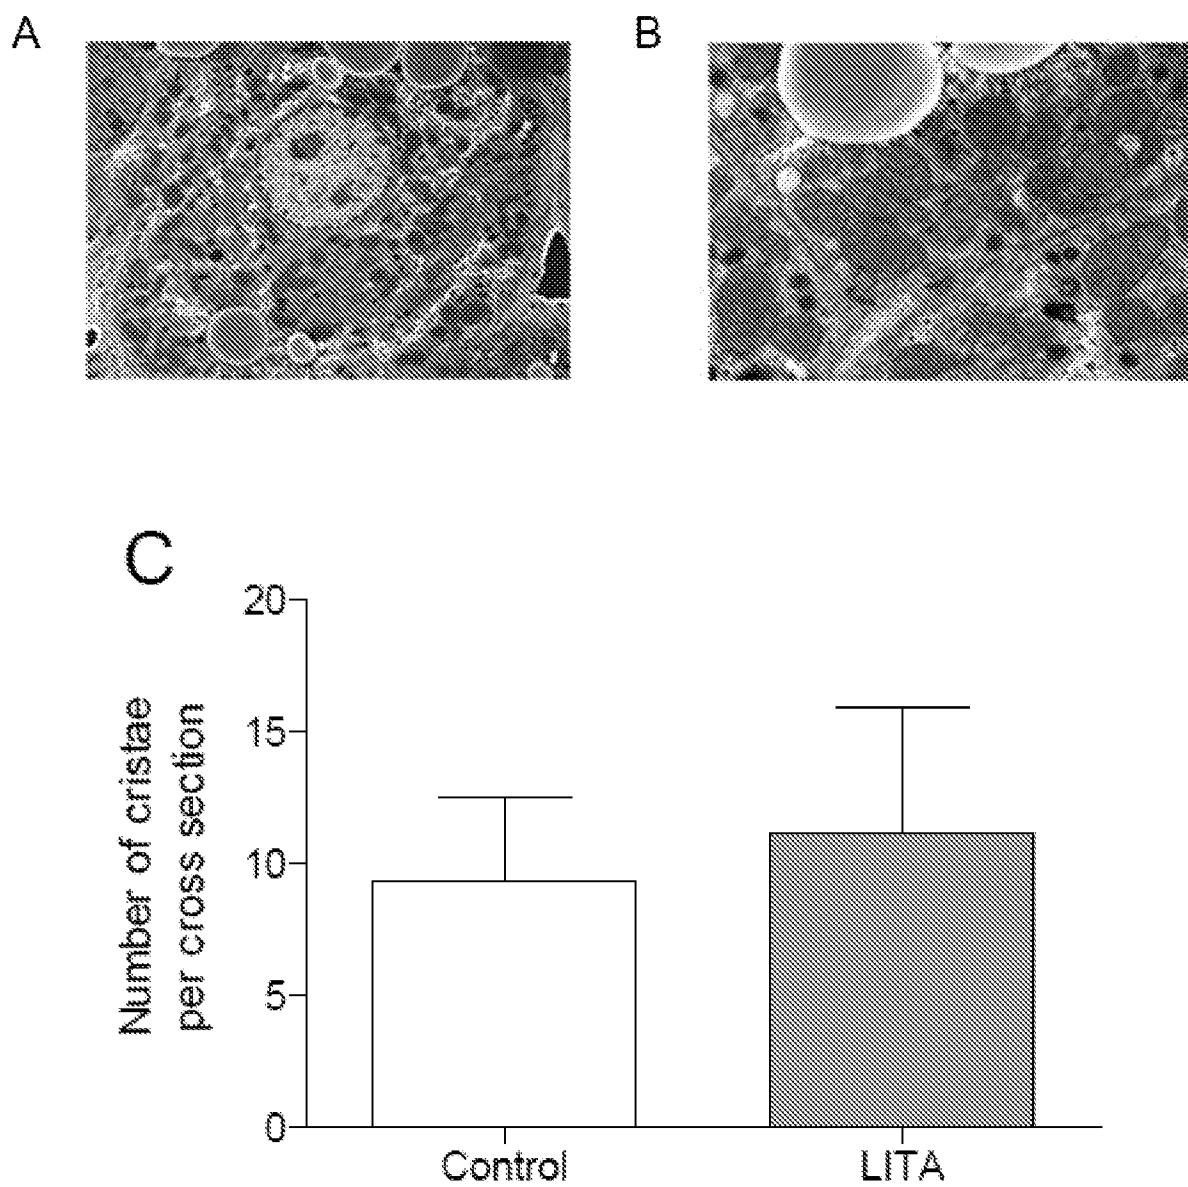 A
B
C
20
15
10
5
0
Number of cristae
per cross section
Control
LITA